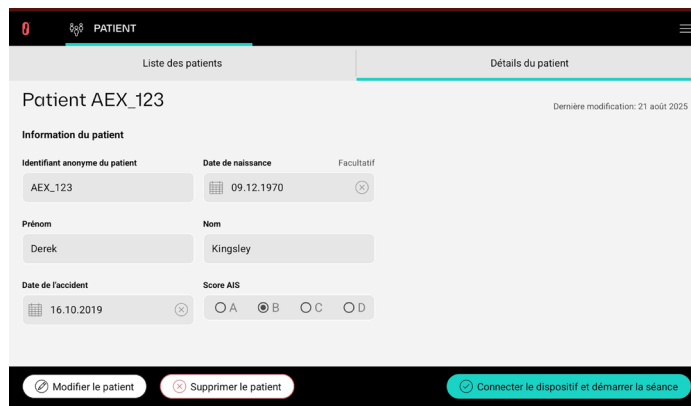 PATIENT
Liste des patients
Détails du patient
Patient AEX_123
Dernière modification: 21 août 2025
Information du patient
Identifiant anonyme du patient
Date de naissance
Facultatif
AEX_123
09.12.1970
Prénom
Nom
Derek
Kingsley
Date de l'accident
Score AIS
16.10.2019
A B C D
Modifier le patient
Supprimer le patient
Connecter le dispositif et démarrer la séance